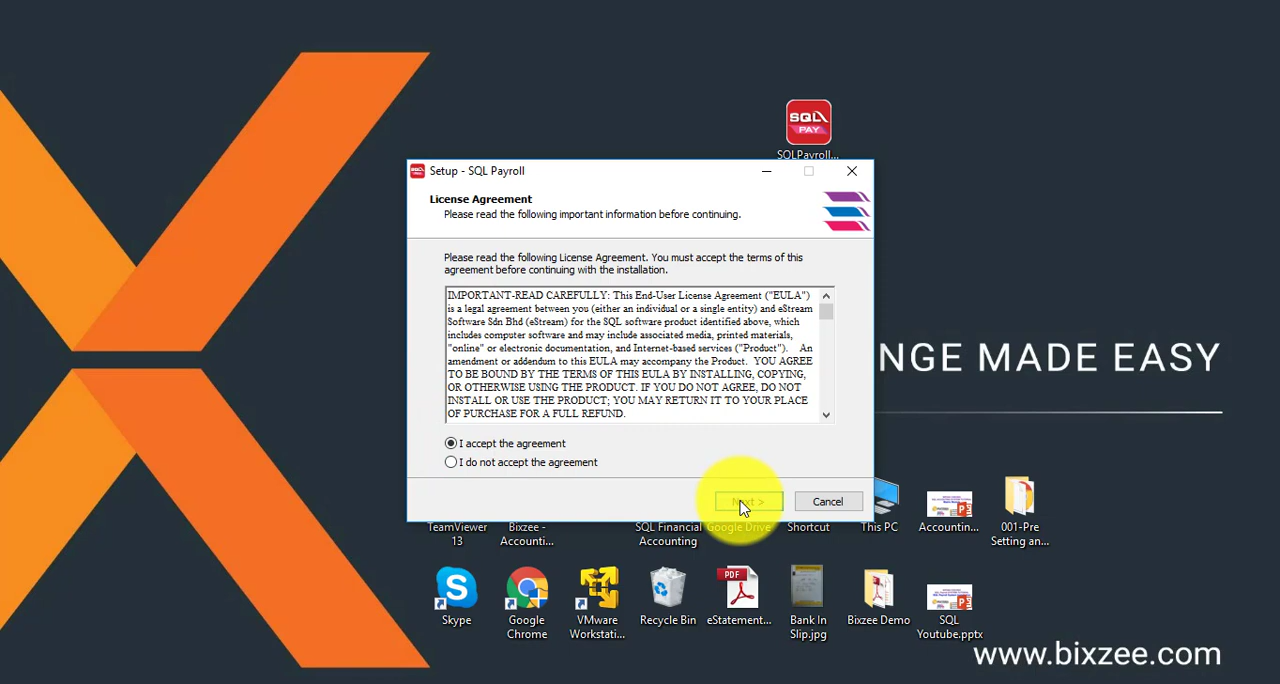 SQL
PAY
SQLPayroll...
Setup - SQL Payroll
License Agreement
Please read the following important information before continuing.
Please read the following License Agreement. You must accept the terms of this
agreement before continuing with the installation.
IMPORTANT-READ CAREFULLY: This End-User License Agreement ("EULA")
is a legal agreement between you (either an individual or a single entity) and eStream
Software Sdn Bhd (eStream) for the SQL software product identified above, which
includes computer software and may include associated media, printed materials,
"online" or electronic documentation, and Internet-based services ("Product"). An
amendment or addendum to this EULA may accompany the Product. YOU AGREE
TO BE BOUND BY THE TERMS OF THIS EULA BY INSTALLING, COPYING,
OR OTHERWISE USING THE PRODUCT. IF YOU DO NOT AGREE, DO NOT
INSTALL OR USE THE PRODUCT; YOU MAY RETURN IT TO YOUR PLACE
OF PURCHASE FOR A FULL REFUND.
NGE MADE EASY
I accept the agreement
I do not accept the agreement
Next >
Cancel
TeamViewer
13
Bixzee -
Accounti...
SQL Financial
Accounting
Google Drive
Shortcut
This PC
Accountin...
001-Pre
Setting an...
Skype
Google
Chrome
VMware
Workstati...
Recycle Bin
PDF
eStatement...
Bank In
Slip.jpg
Bixzee Demo
SQL
Youtube.pptx
www.bixzee.com